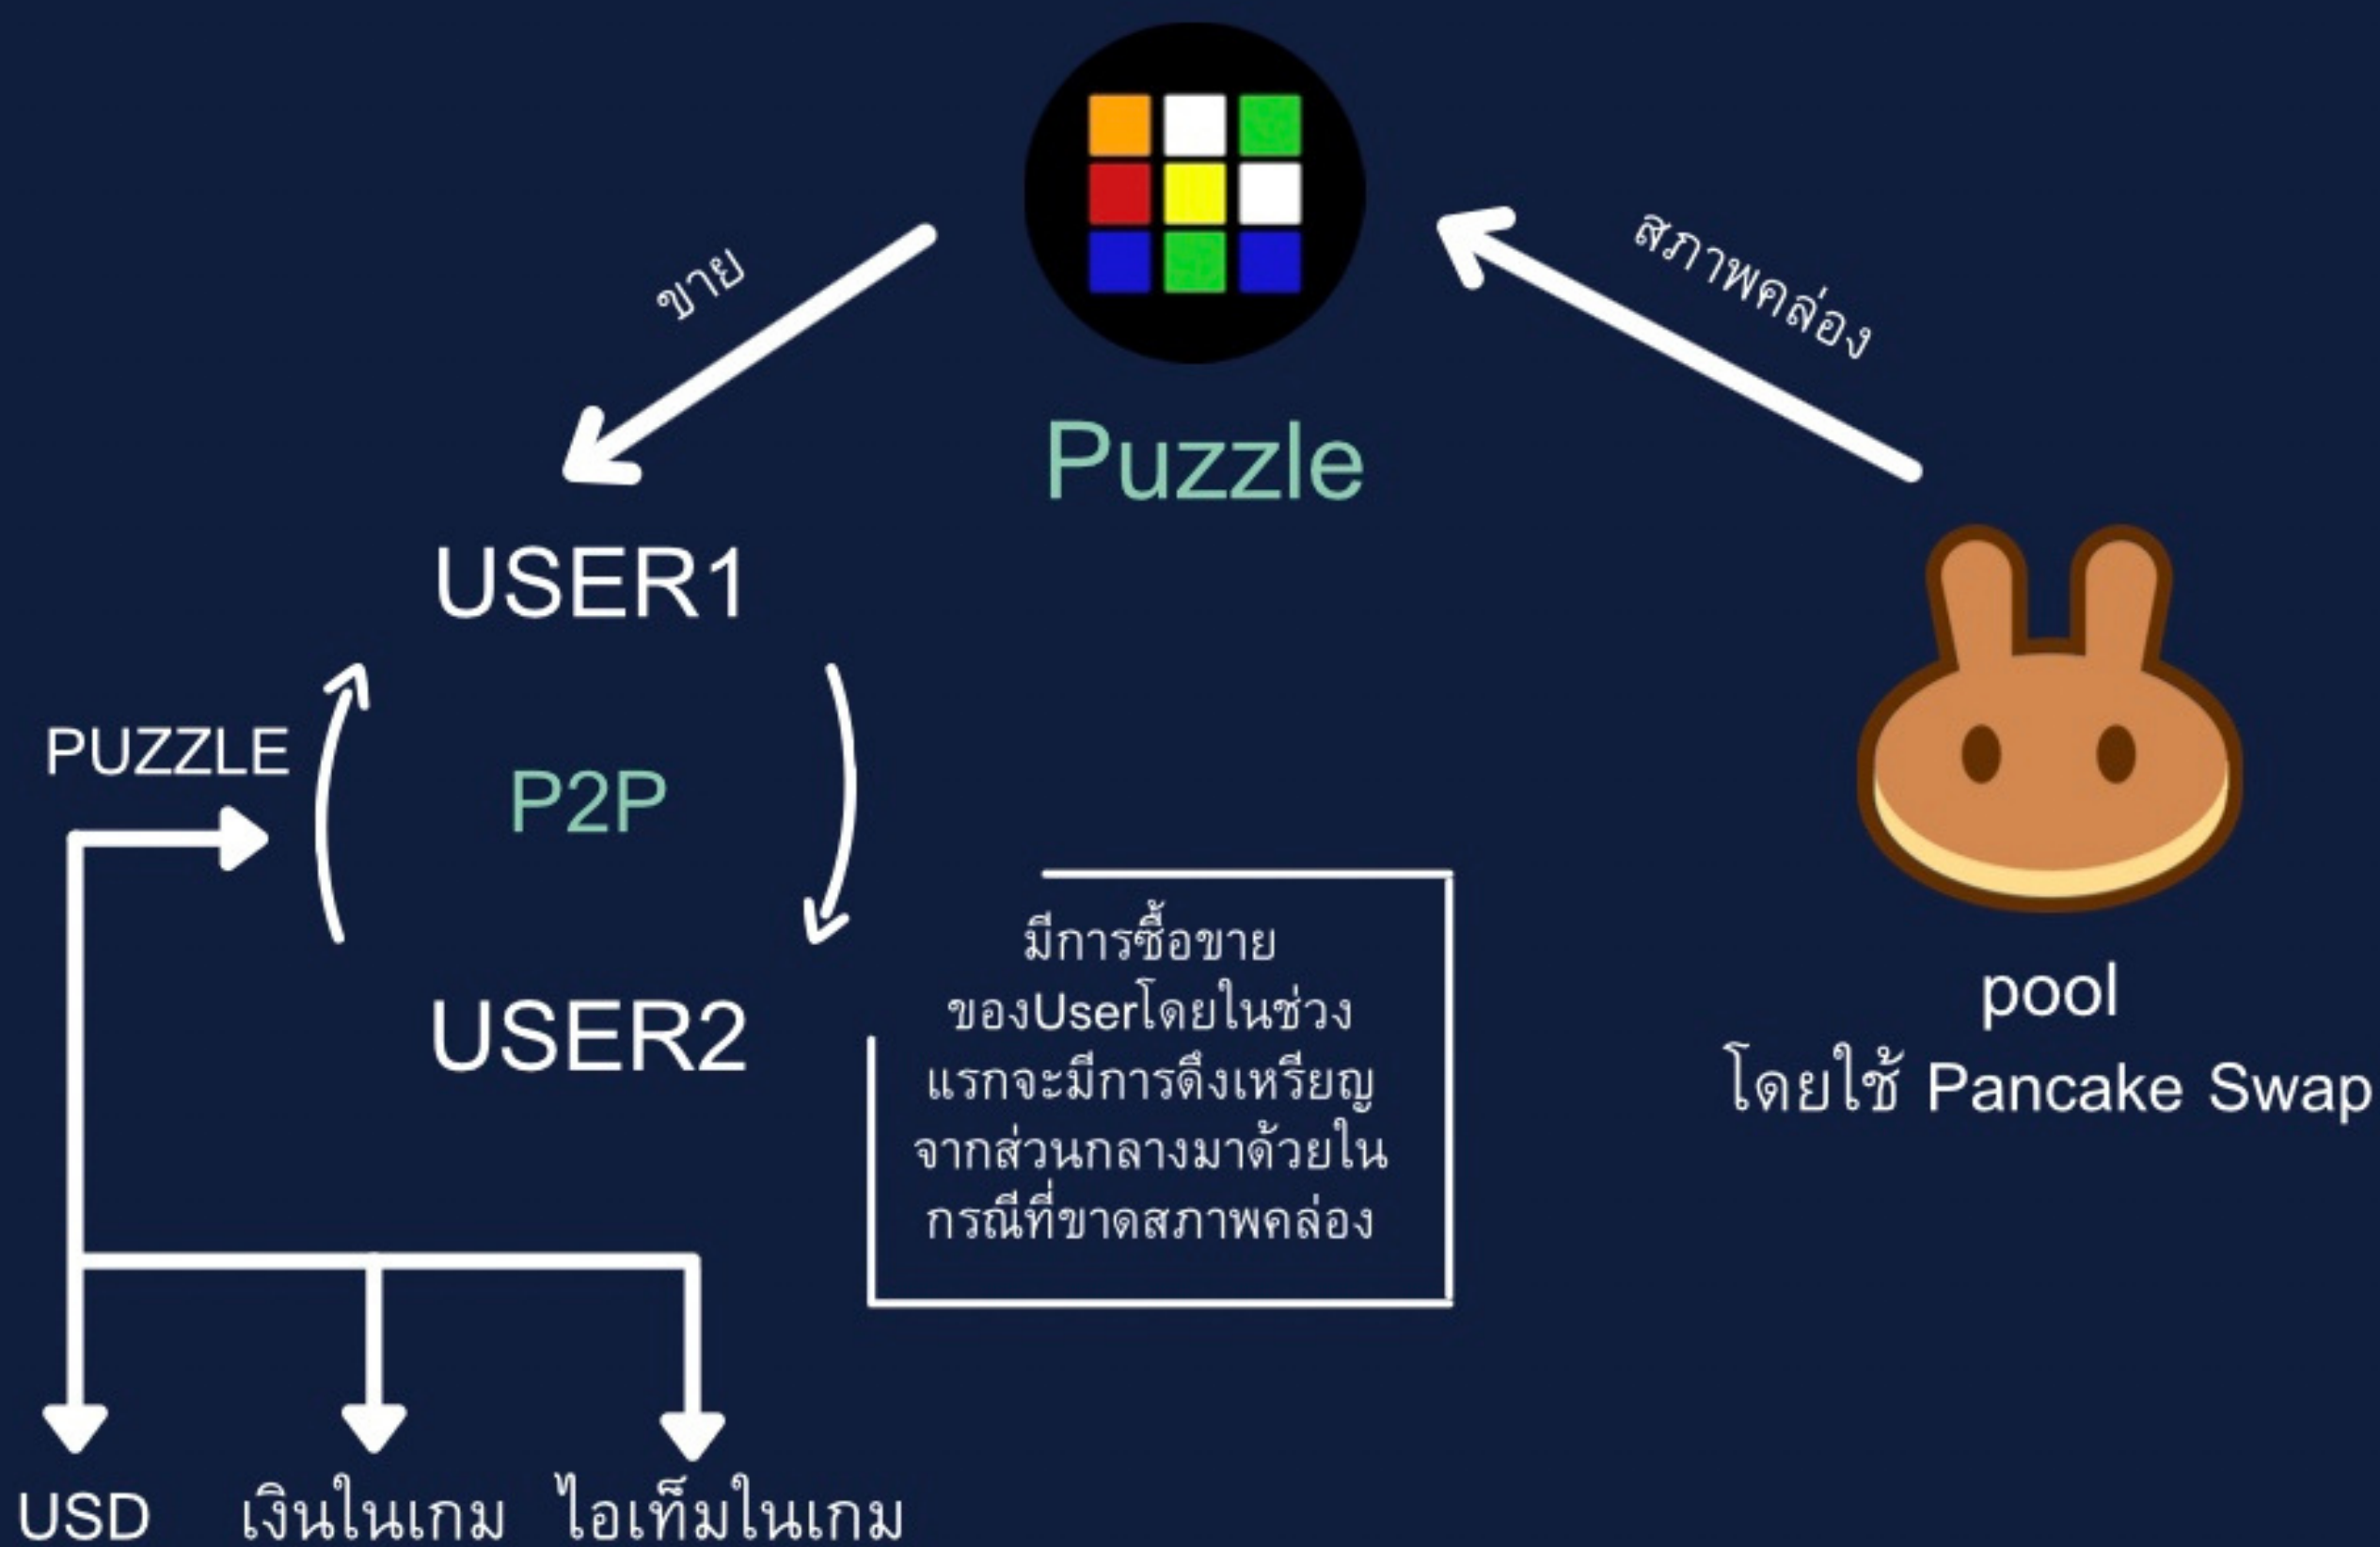 ขาย
สภาพคล่อง
Puzzle
USER1
PUZZLE
P2P
USER2
มีการซื้อขาย
ของUserโดยในช่วง
แรกจะมีการดึงเหรียญ
จากส่วนกลางมาด้วยใน
กรณีที่ขาดสภาพคล่อง
pool
โดยใช้ Pancake Swap
USD
เงินในเกม
ไอเท็มในเกม